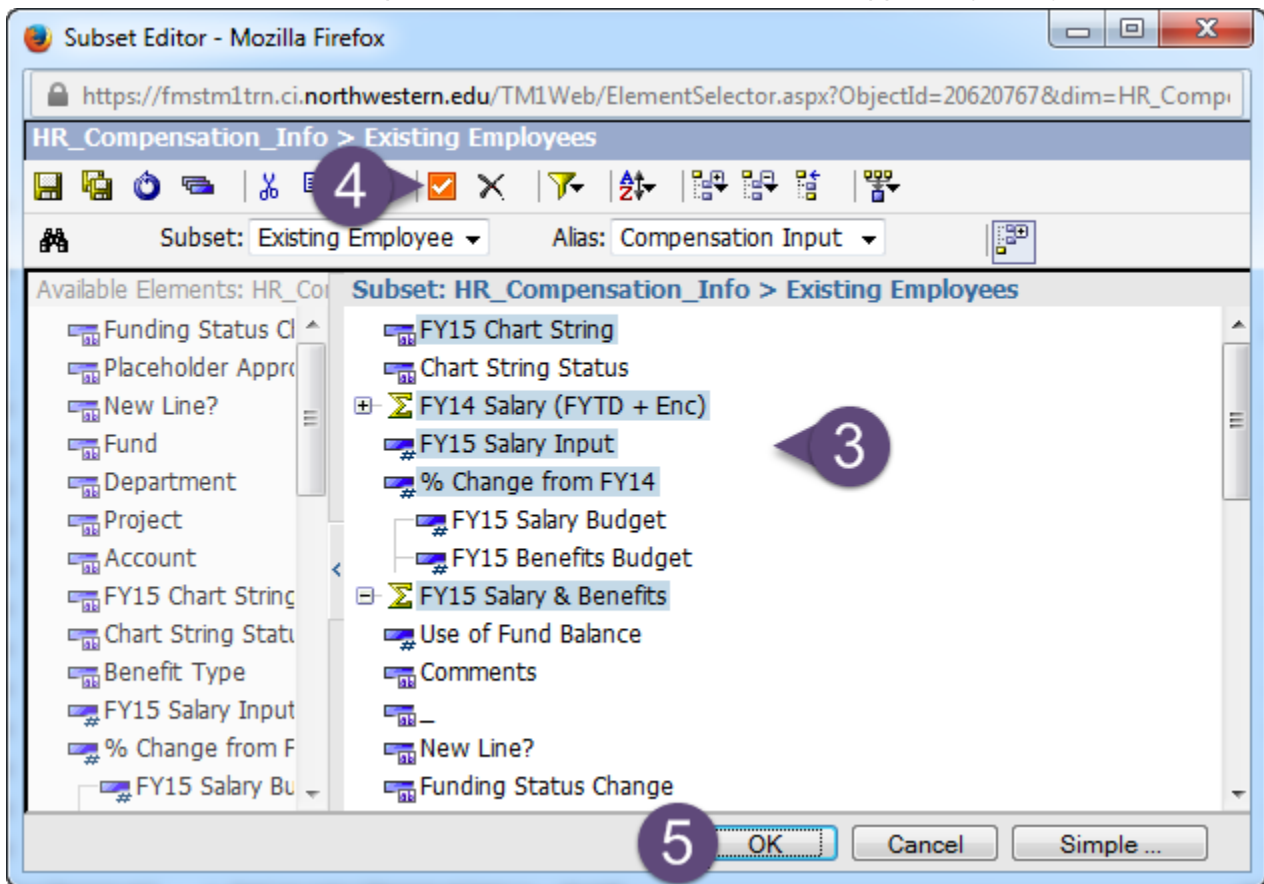 Subset Editor - Mozilla Firefox
https://fmstm1trn.ci.northwestern.edu/TM1Web/ElementSelector.aspx?ObjectId=20620767&dim=HR_Comp
HR_Compensation_Info > Existing Employees
4
Subset: Existing Employee Alias: Compensation Input
Available Elements: HR_Co
Funding Status C
Placeholder Appr
New Line?
Fund
Department
Project
Account
FY15 Chart String
Chart String Statu
Benefit Type
FY15 Salary Input
% Change from F
FY15 Salary Bu
Subset: HR_Compensation_Info > Existing Employees
FY15 Chart String
Chart String Status
FY14 Salary (FYTD + Enc)
FY15 Salary Input
3
% Change from FY14
FY15 Salary Budget
FY15 Benefits Budget
FY15 Salary & Benefits
Use of Fund Balance
Comments
_
New Line?
Funding Status Change
5
OK Cancel Simple ...